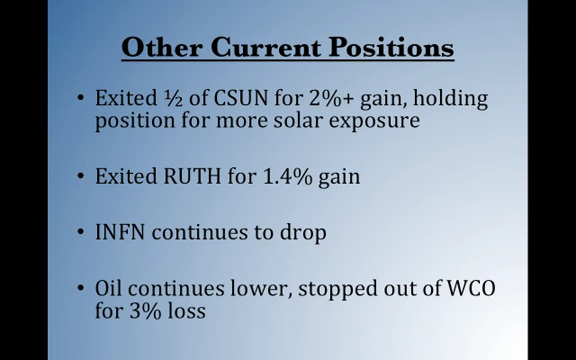 Other Current Positions
• Exited ½ of CSUN for 2%+ gain, holding
position for more solar exposure
• Exited RUTH for 1.4% gain
• INFN continues to drop
• Oil continues lower, stopped out of WCO
for 3% loss